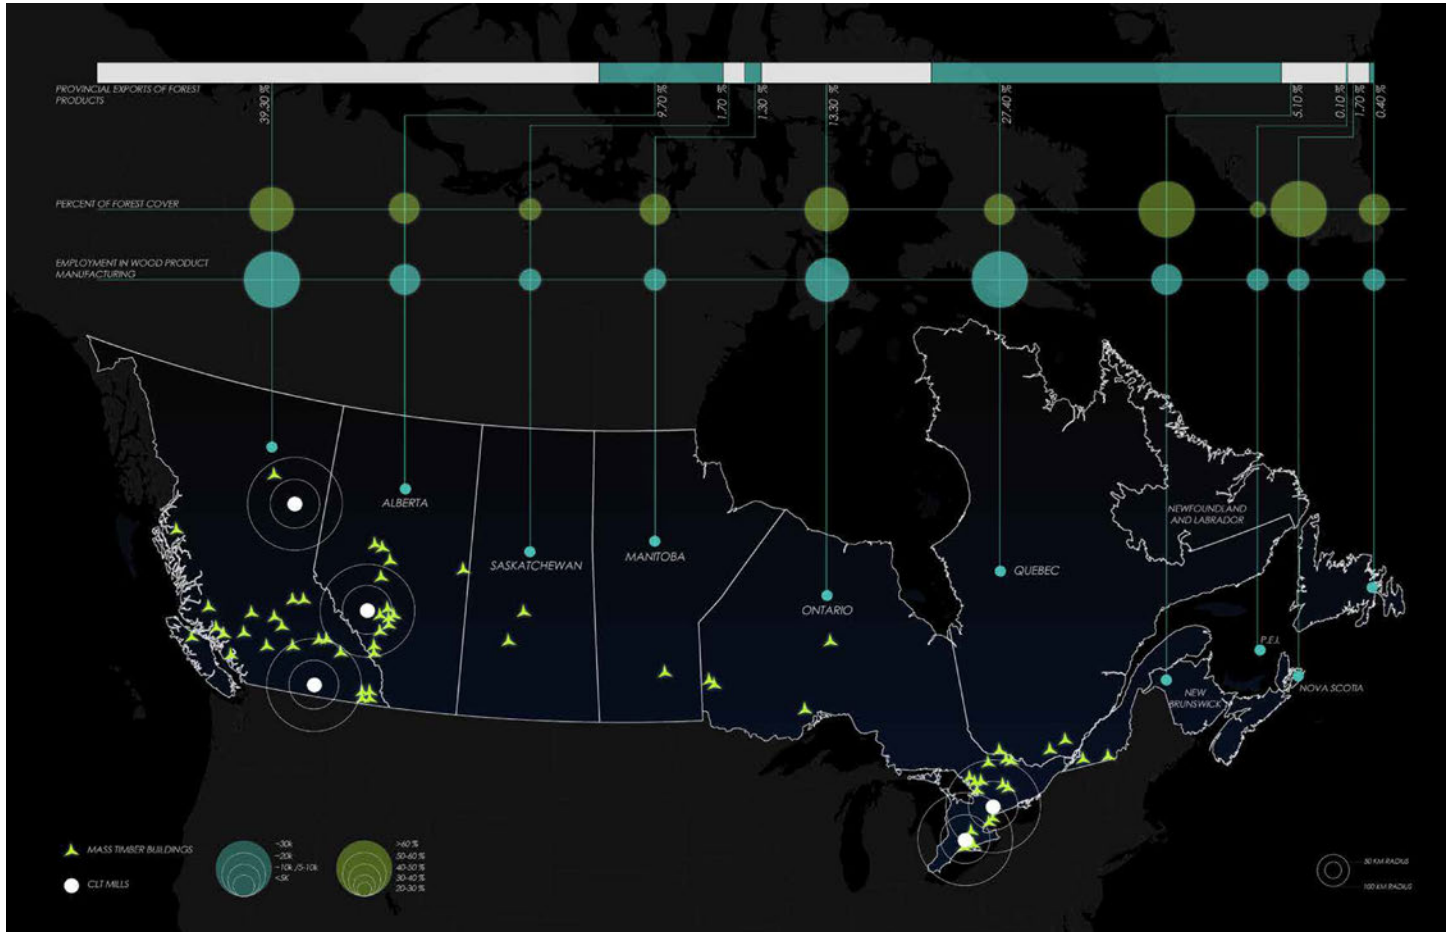 PROVINCIAL EXPORTS OF FOREST
PRODUCTS
39.30 %
9.70 %
1.70 %
1.30 %
13.30 %
27.40 %
5.10 %
0.10 %
1.70 %
0.40 %
PERCENT OF FOREST COVER
EMPLOYMENT IN WOOD PRODUCT
MANUFACTURING
ALBERTA
SASKATCHEWAN
MANITOBA
ONTARIO
QUEBEC
NEWFOUNDLAND
AND LABRADOR
P.E.I.
NOVA SCOTIA
NEW
BRUNSWICK
MASS TIMBER BUILDINGS
CLT MILLS
~30k
~20k
~10k /5-10k
<5K
>60 %
50-60 %
40-50 %
30-40 %
20-30 %
50 KM RADIUS
100 KM RADIUS